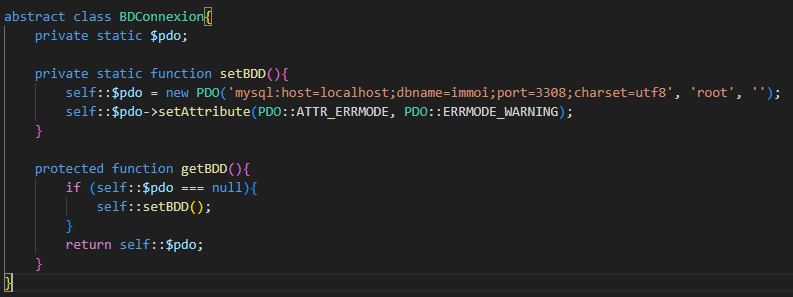 abstract class BDConnexion{
    private static $pdo;

    private static function setBDD(){
        self::$pdo = new PDO('mysql:host=localhost;dbname=immoi;port=3308;charset=utf8', 'root', '');
        self::$pdo->setAttribute(PDO::ATTR_ERRMODE, PDO::ERRMODE_WARNING);
    }

    protected function getBDD(){
        if (self::$pdo === null){
            self::setBDD();
        }
        return self::$pdo;
    }
}